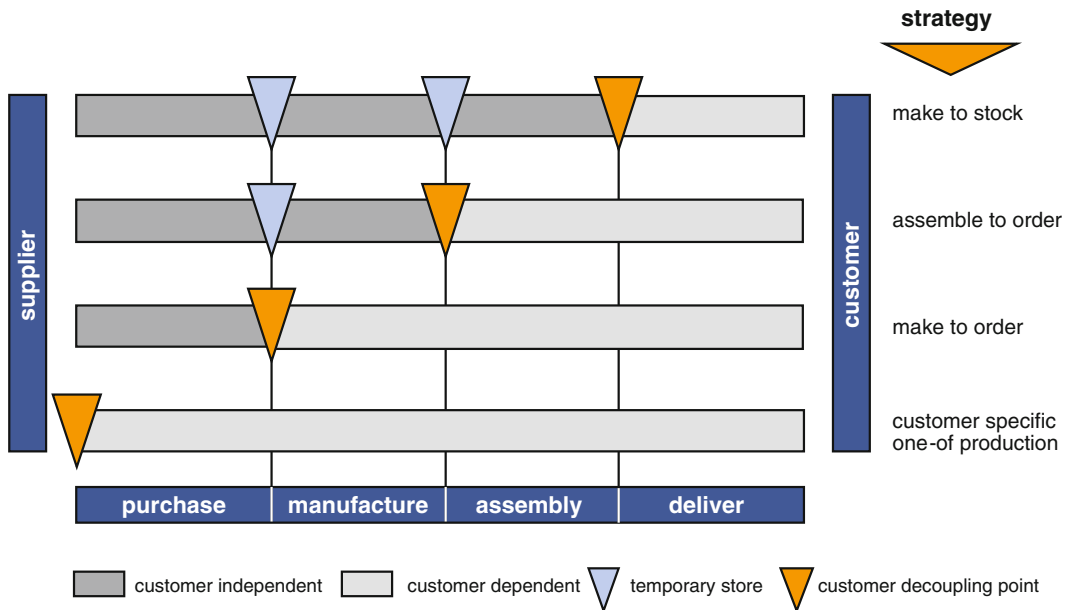 strategy
supplier
customer
make to stock
assemble to order
make to order
customer specific
one-of production
purchase
manufacture
assembly
deliver
customer independent
customer dependent
temporary store
customer decoupling point